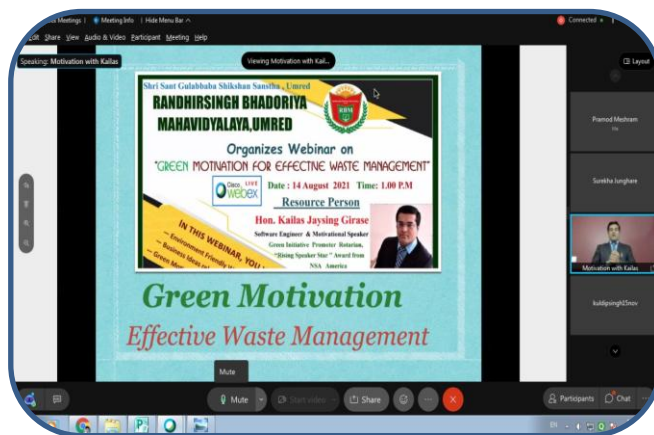 Meetings | Meeting Info | Hide Menu Bar
Connected
Edit Share View Audio & Video Participant Meeting Help
Speaking: Motivation with Kailas
Viewing Motivation with Kail...
Layout
Shri Sant Gulabbaba Shikshan Sanstha , Umred
RANDHIRSINGH BHADORIYA
MAHAVIDYALAYA,UMRED
RBM
Organizes Webinar on
"GREEN MOTIVATION FOR EFFECTIVE WASTE MANAGEMENT"
Cisco webex LIVE
Date : 14 August 2021 Time: 1.00 P.M
Resource Person
Hon. Kailas Jaysing Girase
Software Engineer & Motivational Speaker
Green Initiative Promoter Rotarian,
"Rising Speaker Star" Award from
NSA America
IN THIS WEBINAR, YOU
– Environment Friendly
– Business Ideas
– Green
Green Motivation
Effective Waste Management
Pramod Meshram
Surekha Junghare
Motivation with Kailas
kuldipsingh15nov
Mute
Mute
Start video
Share
Participants
Chat
EN